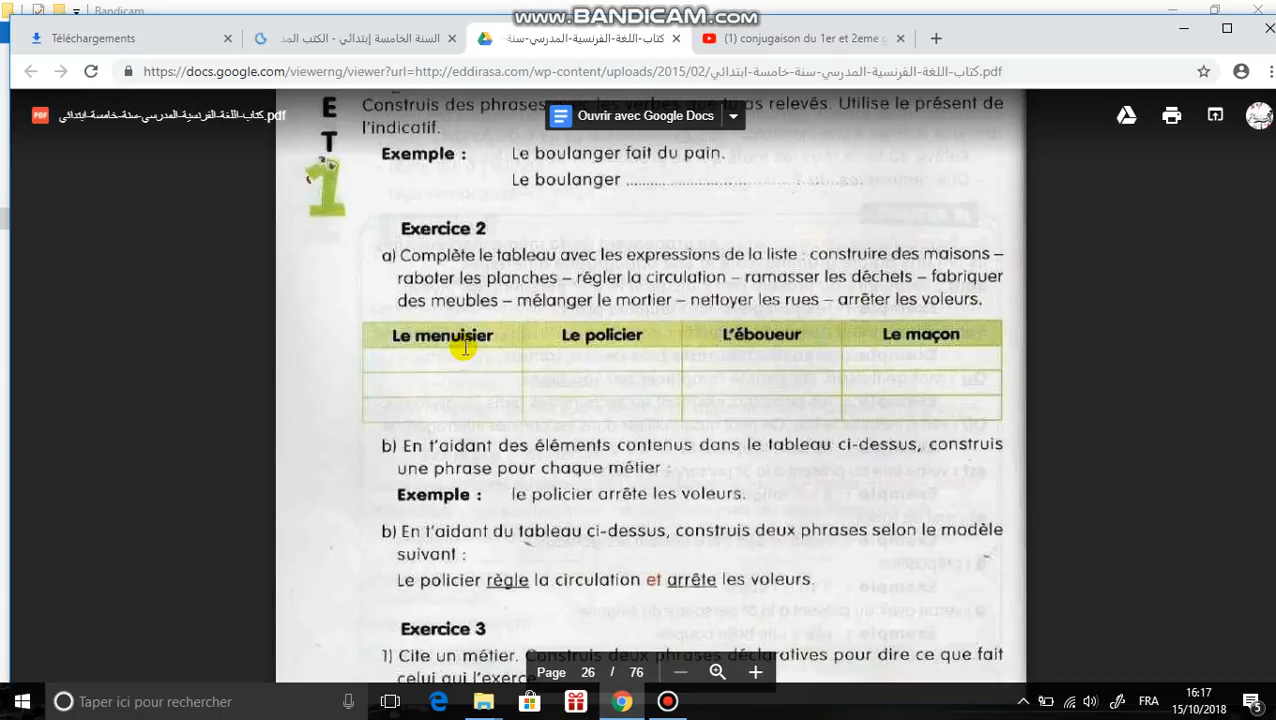 Bandicam
www.BANDICAM.com
Téléchargements
السنة الخامسة إبتدائي - الكتب المد
كتاب-اللغة-الفرنسية-المدرسي-سنة-
(1) conjugaison du 1er et 2eme g
https://docs.google.com/viewerng/viewer?url=http://eddirasa.com/wp-content/uploads/2015/02/كتاب-اللغة-الفرنسية-المدرسي-سنة-خامسة-ابتدائي.pdf
كتاب-اللغة-الفرنسية-المدرسي-سنة-خامسة-ابتدائي.pdf
Ouvrir avec Google Docs
E
T
1
Construis des phrases avec les verbes que tu as relevés. Utilise le présent de
l'indicatif.
Exemple : Le boulanger fait du pain.
Le boulanger ..........................................
Exercice 2
a) Complète le tableau avec les expressions de la liste : construire des maisons –
raboter les planches – régler la circulation – ramasser les déchets – fabriquer
des meubles – mélanger le mortier – nettoyer les rues – arrêter les voleurs.
Le menuisier Le policier L'éboueur Le maçon
b) En t'aidant des éléments contenus dans le tableau ci-dessus, construis
une phrase pour chaque métier :
Exemple : le policier arrête les voleurs.
b) En t'aidant du tableau ci-dessus, construis deux phrases selon le modèle
suivant :
Le policier règle la circulation et arrête les voleurs.
Exercice 3
1) Cite un métier. Construis deux phrases déclaratives pour dire ce que fait
celui qui l'exerce
Page 26 / 76
Taper ici pour rechercher
FRA
16:17
15/10/2018
5